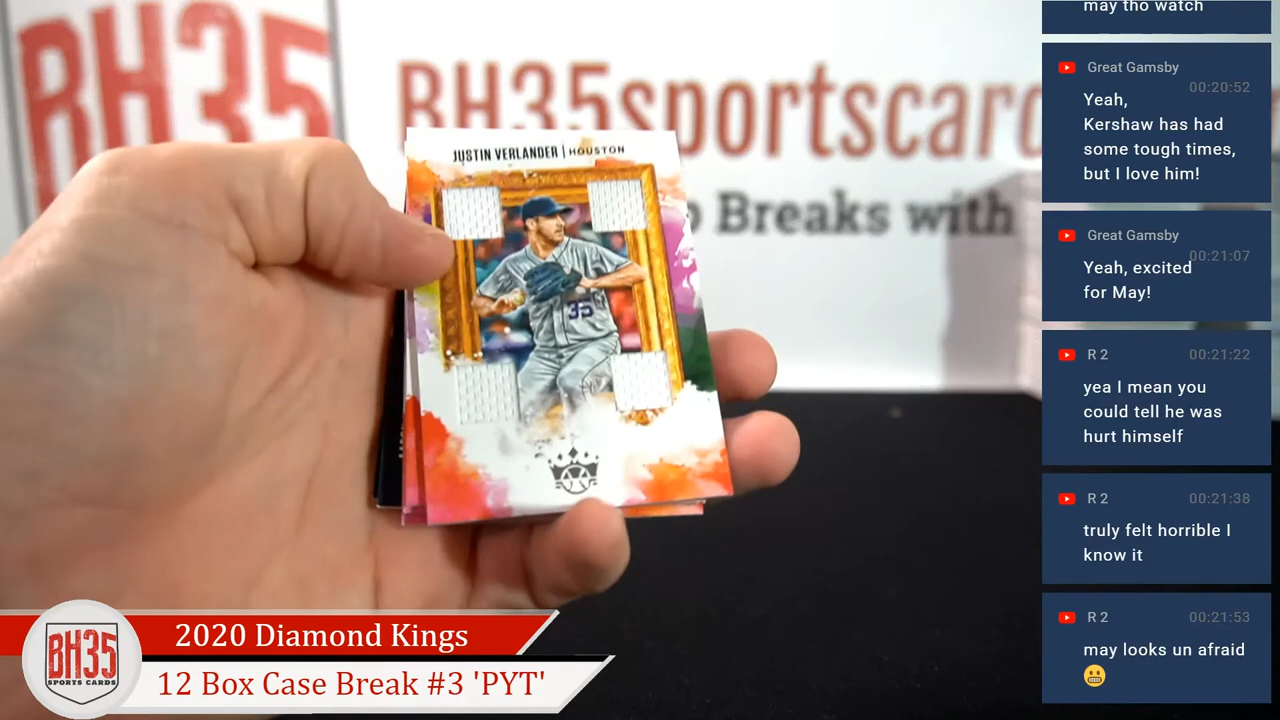 BH35
BH35sportscard
Breaks with
JUSTIN VERLANDER | HOUSTON
35
may tho watch
Great Gamsby
00:20:52
Yeah,
Kershaw has had
some tough times,
but I love him!
Great Gamsby
00:21:07
Yeah, excited
for May!
R 2
00:21:22
yea I mean you
could tell he was
hurt himself
R 2
00:21:38
truly felt horrible I
know it
R 2
00:21:53
may looks un afraid
😬
BH35
SPORTS CARDS
2020 Diamond Kings
12 Box Case Break #3 'PYT'